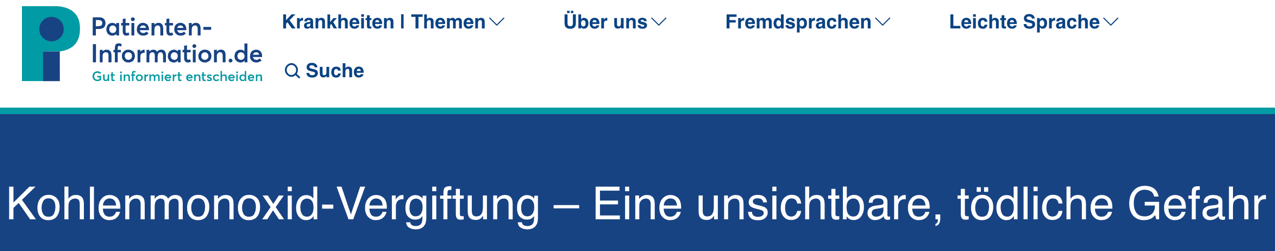 Patienten-
Information.de
Gut informiert entscheiden
Krankheiten | Themen
Über uns
Fremdsprachen
Leichte Sprache
Suche
Kohlenmonoxid-Vergiftung – Eine unsichtbare, tödliche Gefahr